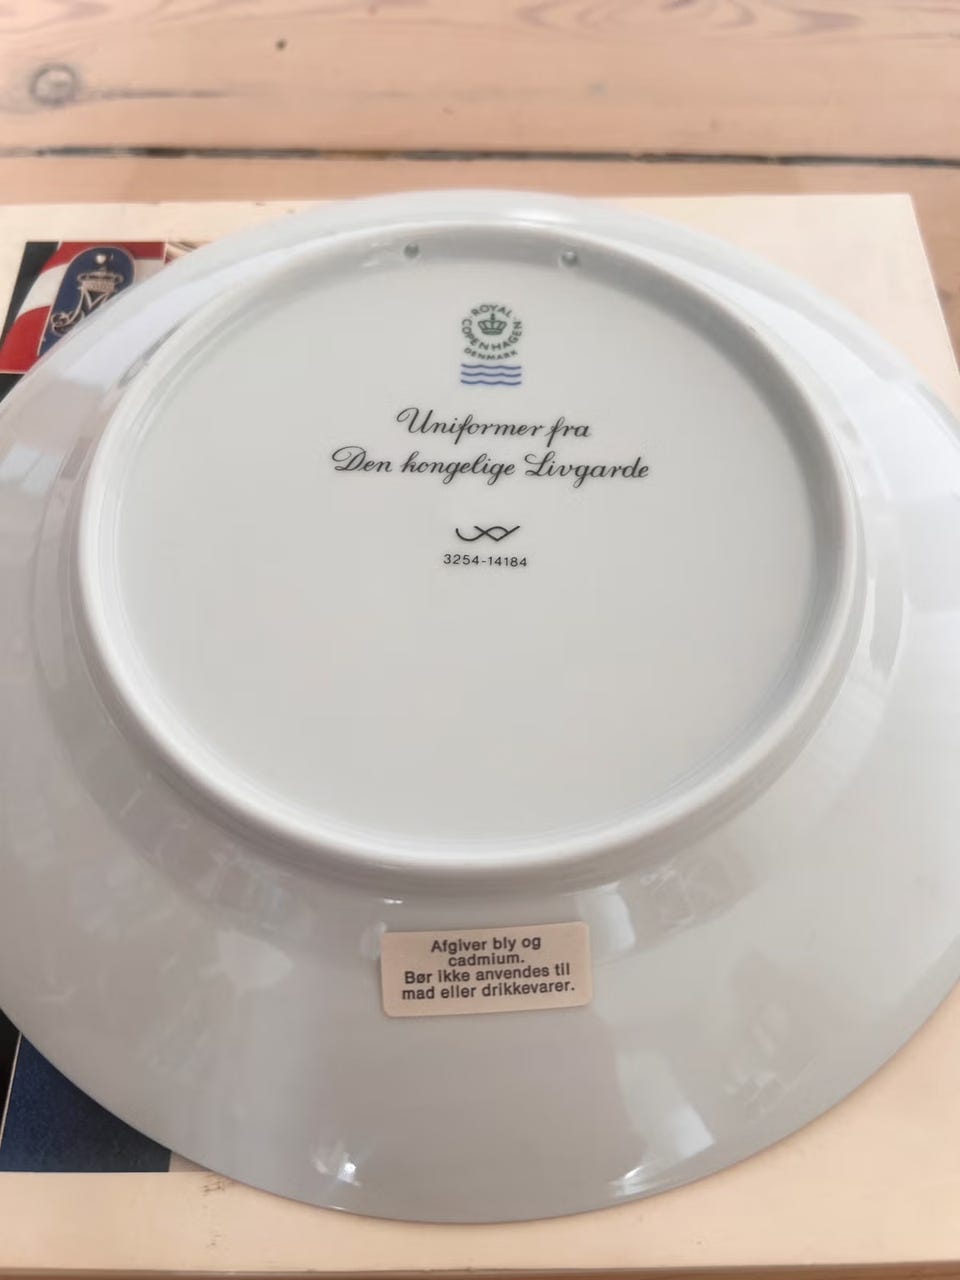 ROYAL
COPENHAGEN
DENMARK
Uniformer fra
Den kongelige Livgarde
3254-14184
Afgiver bly og
cadmium.
Bør ikke anvendes til
mad eller drikkevarer.